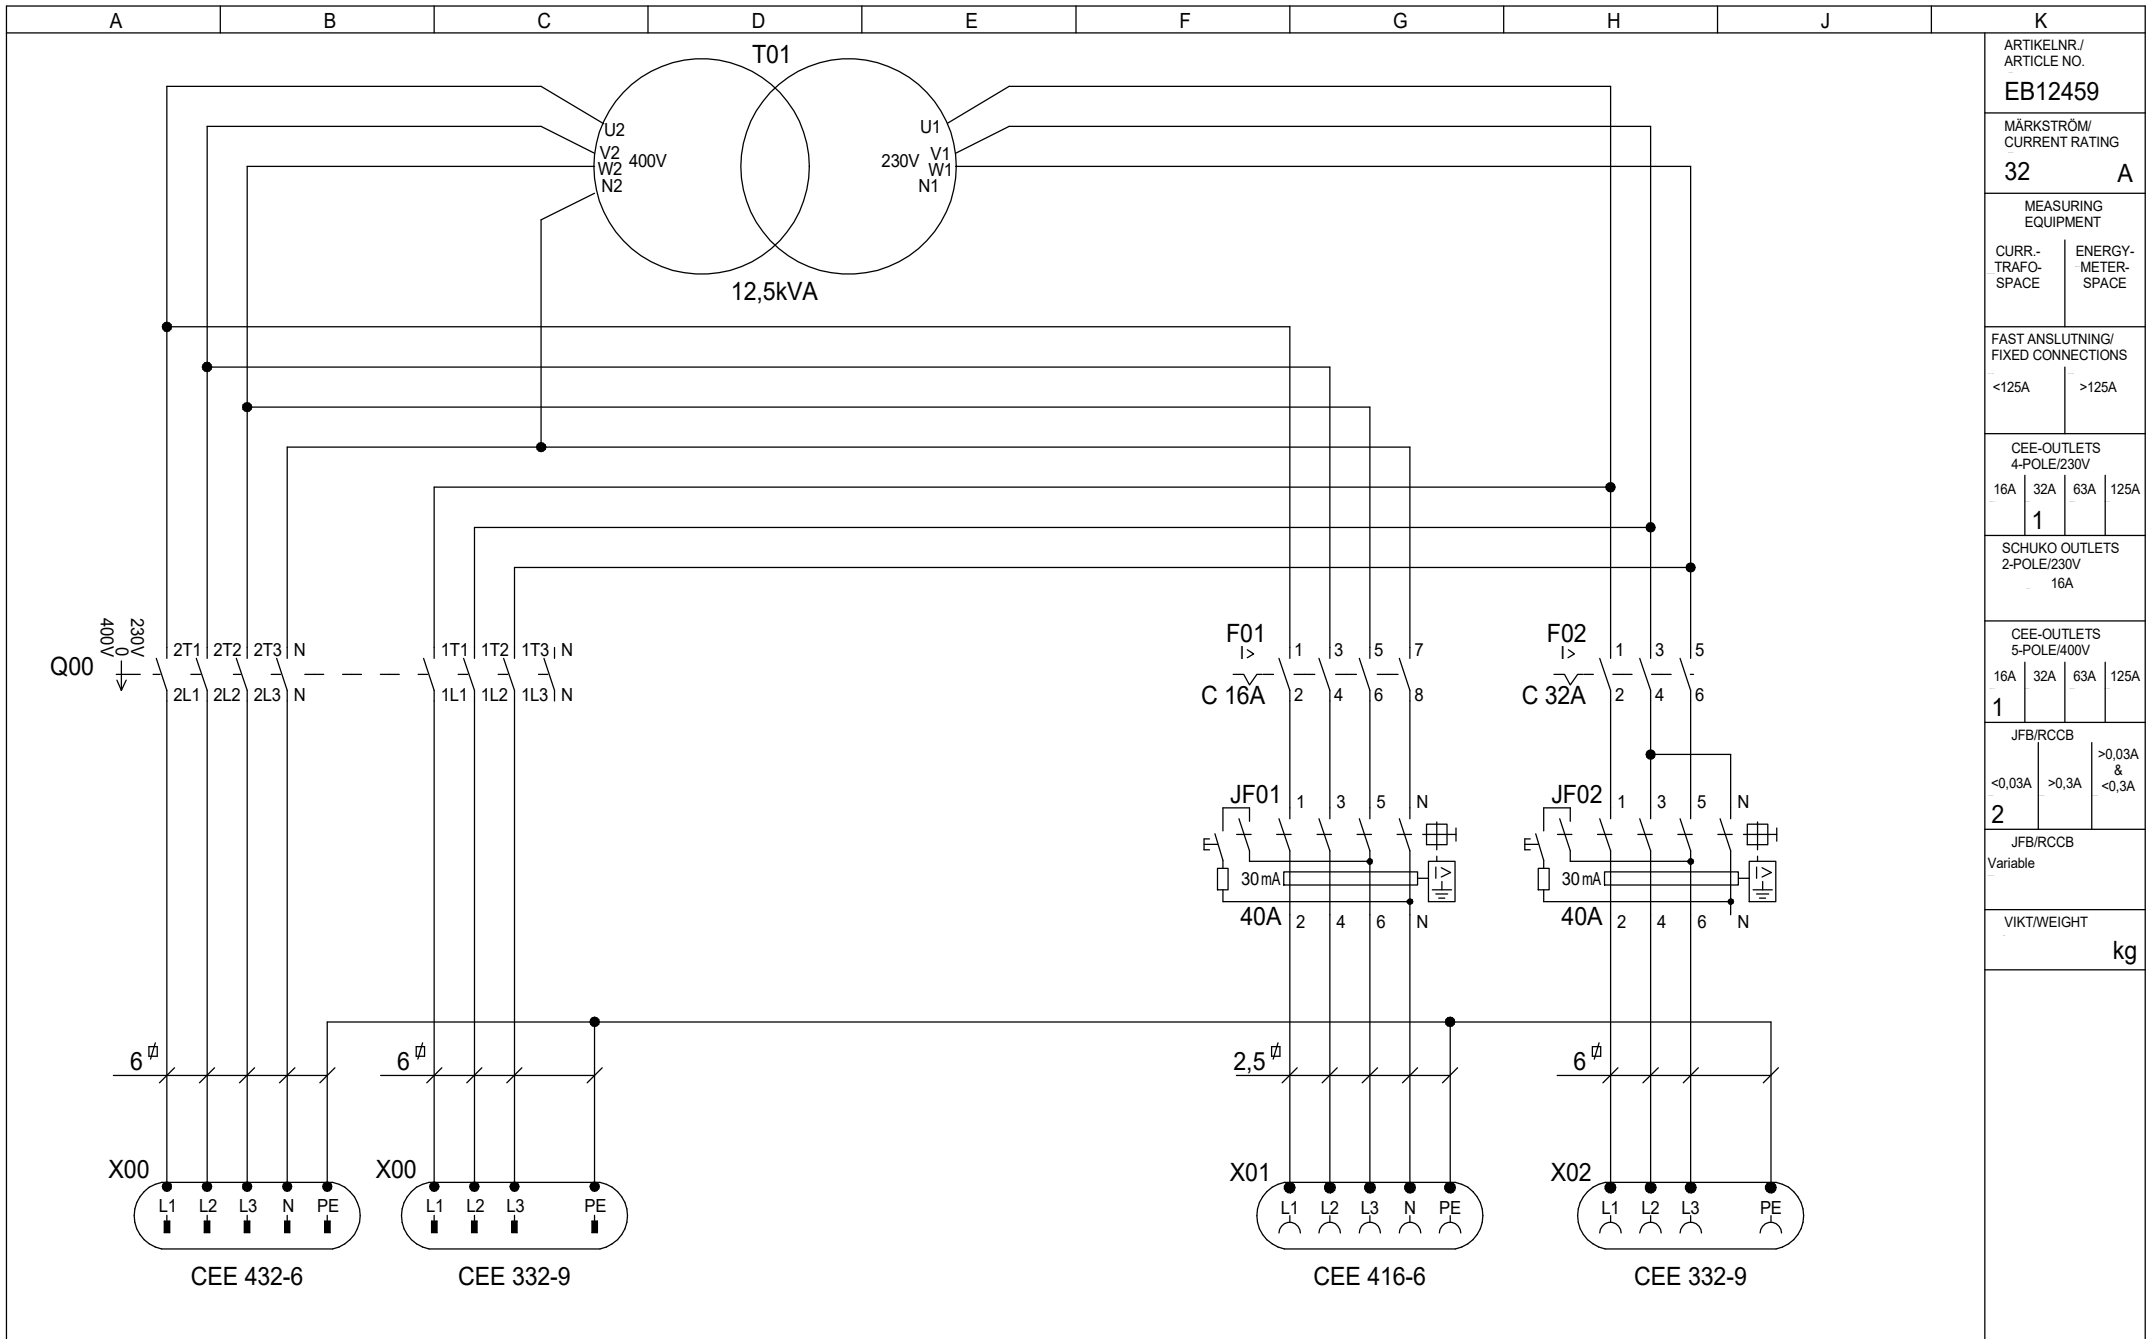 A B C D E F G H J K
T01
U2
V2
W2
N2
400V
U1
V1
W1
N1
230V
12,5kVA
Q00
400V
0
230V
2T1 2T2 2T3 N
2L1 2L2 2L3 N
1T1 1T2 1T3 N
1L1 1L2 1L3 N
F01
I>
C 16A
1 3 5 7
2 4 6 8
F02
I>
C 32A
1 3 5
2 4 6
JF01
1 3 5 N
30 mA
I>
40A
2 4 6 N
JF02
1 3 5 N
30 mA
I>
40A
2 4 6 N
6
6
2,5
6
X00
L1 L2 L3 N PE
CEE 432-6
X00
L1 L2 L3 PE
CEE 332-9
X01
L1 L2 L3 N PE
CEE 416-6
X02
L1 L2 L3 PE
CEE 332-9
ARTIKELNR./
ARTICLE NO.
EB12459
MÄRKSTRÖM/
CURRENT RATING
32 A
MEASURING
EQUIPMENT
CURR.-
TRAFO-
SPACE
ENERGY-
METER-
SPACE
FAST ANSLUTNING/
FIXED CONNECTIONS
<125A >125A
CEE-OUTLETS
4-POLE/230V
16A 32A 63A 125A
1
SCHUKO OUTLETS
2-POLE/230V
16A
CEE-OUTLETS
5-POLE/400V
16A 32A 63A 125A
1
JFB/RCCB
<0,03A
2
>0,3A
>0,03A
&
<0,3A
JFB/RCCB
Variable
VIKT/WEIGHT
kg